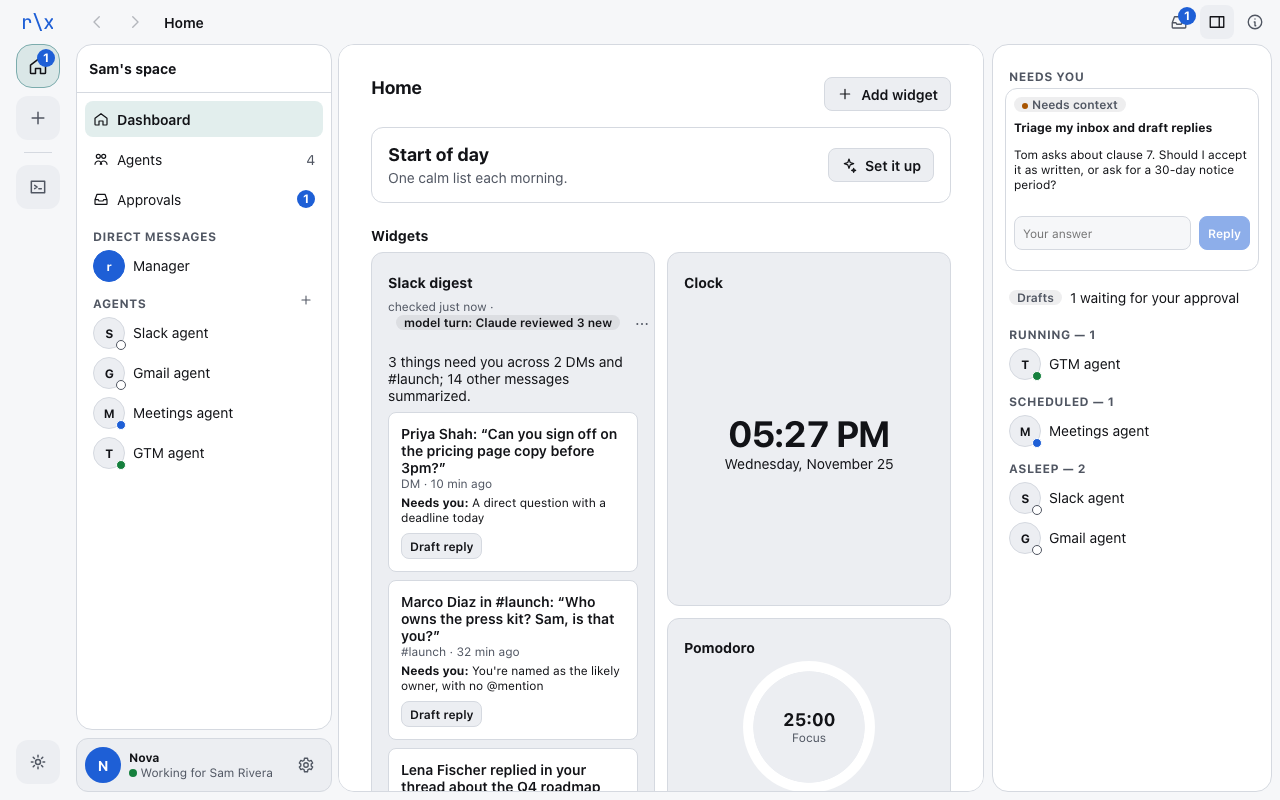 r\x
Home
1
1
Sam's space
Dashboard
Agents
4
Approvals
1
DIRECT MESSAGES
r
Manager
AGENTS
S
Slack agent
G
Gmail agent
M
Meetings agent
T
GTM agent
N
Nova
Working for Sam Rivera
Home
Add widget
Start of day
One calm list each morning.
Set it up
Widgets
Slack digest
checked just now ·
model turn: Claude reviewed 3 new
3 things need you across 2 DMs and
#launch; 14 other messages
summarized.
Priya Shah: “Can you sign off on
the pricing page copy before
3pm?”
DM · 10 min ago
Needs you: A direct question with a
deadline today
Draft reply
Marco Diaz in #launch: “Who
owns the press kit? Sam, is that
you?”
#launch · 32 min ago
Needs you: You're named as the likely
owner, with no @mention
Draft reply
Lena Fischer replied in your
thread about the Q4 roadmap
Clock
05:27 PM
Wednesday, November 25
Pomodoro
25:00
Focus
NEEDS YOU
Needs context
Triage my inbox and draft replies
Tom asks about clause 7. Should I accept
it as written, or ask for a 30-day notice
period?
Your answer
Reply
Drafts
1 waiting for your approval
RUNNING — 1
T
GTM agent
SCHEDULED — 1
M
Meetings agent
ASLEEP — 2
S
Slack agent
G
Gmail agent